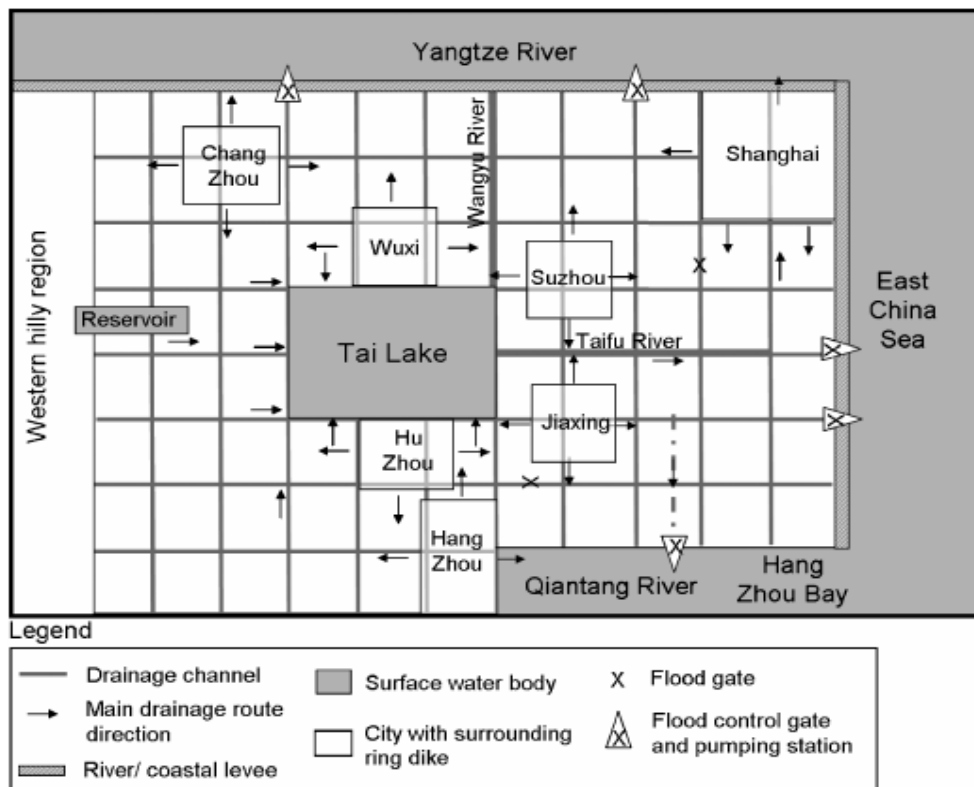 Yangtze River
Chang
Zhou
Wangyu River
Shanghai
Wuxi
Suzhou
Western hilly region
Reservoir
East
China
Sea
Tai Lake
Taifu River
Jiaxing
Hu
Zhou
Hang
Zhou
Qiantang River
Hang
Zhou Bay
Legend
Drainage channel
Main drainage route
direction
River/ coastal levee
Surface water body
City with surrounding
ring dike
X Flood gate
X Flood control gate
and pumping station